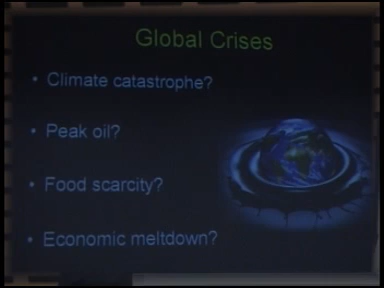 Global Crises
• Climate catastrophe?
• Peak oil?
• Food scarcity?
• Economic meltdown?